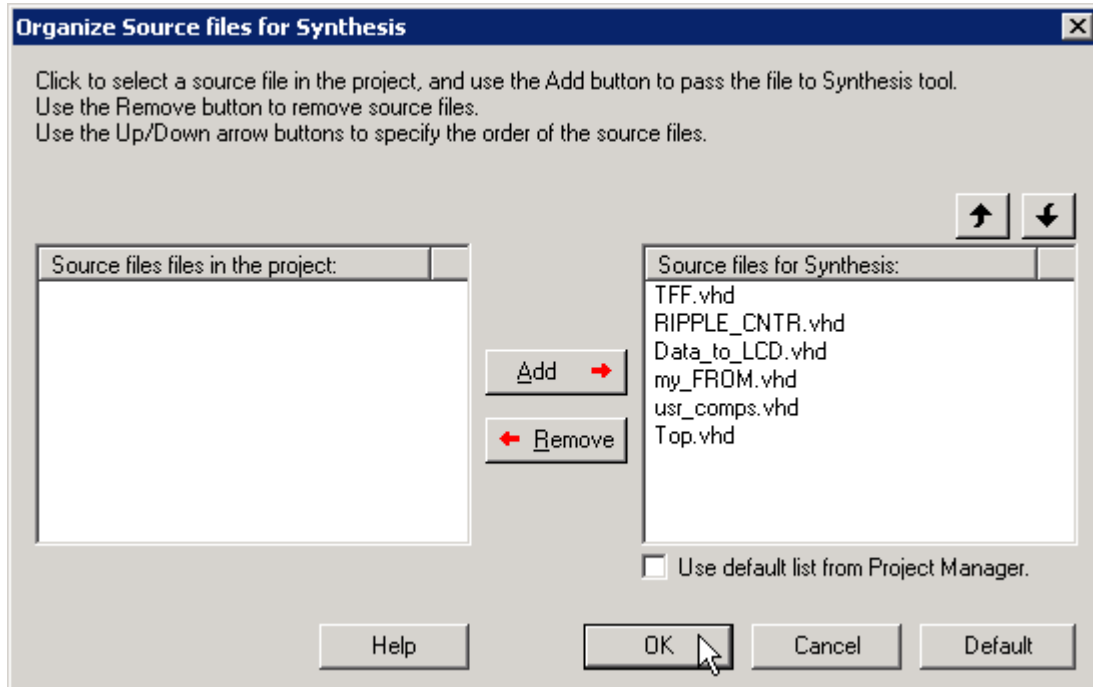 Organize Source files for Synthesis
Click to select a source file in the project, and use the Add button to pass the file to Synthesis tool.
Use the Remove button to remove source files.
Use the Up/Down arrow buttons to specify the order of the source files.
Source files files in the project:
Source files for Synthesis:
TFF.vhd
RIPPLE_CNTR.vhd
Data_to_LCD.vhd
my_FROM.vhd
usr_comps.vhd
Top.vhd
Add
Remove
Use default list from Project Manager.
Help
OK
Cancel
Default